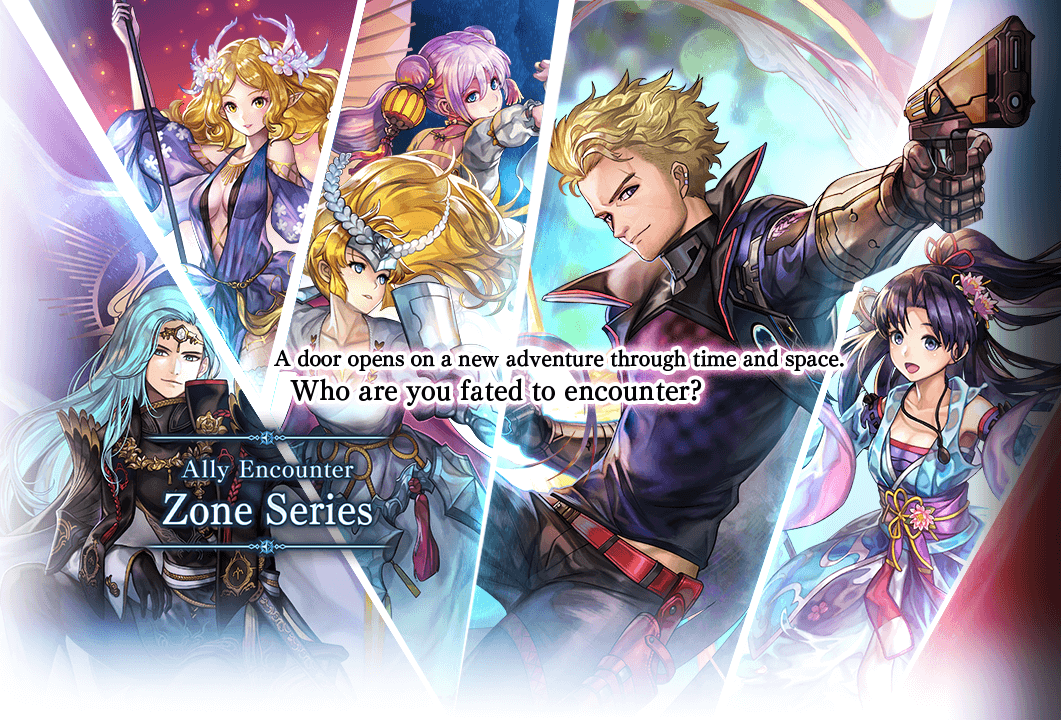 A door opens on a new adventure through time and space.
Who are you fated to encounter?
Ally Encounter
Zone Series